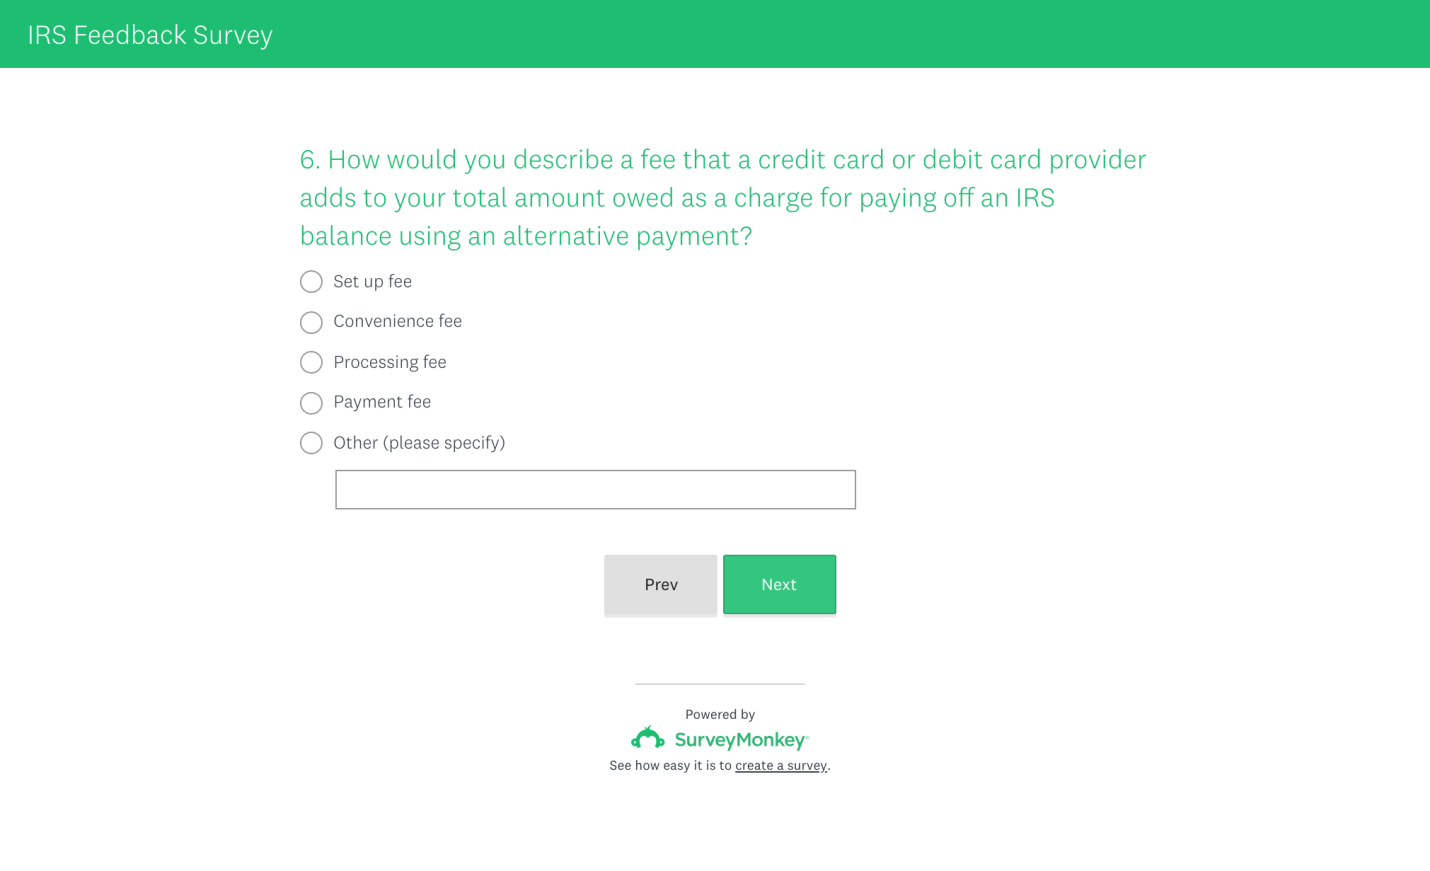 IRS Feedback Survey
6. How would you describe a fee that a credit card or debit card provider
adds to your total amount owed as a charge for paying off an IRS
balance using an alternative payment?
Set up fee
Convenience fee
Processing fee
Payment fee
Other (please specify)
Prev Next
Powered by
SurveyMonkey®
See how easy it is to create a survey.